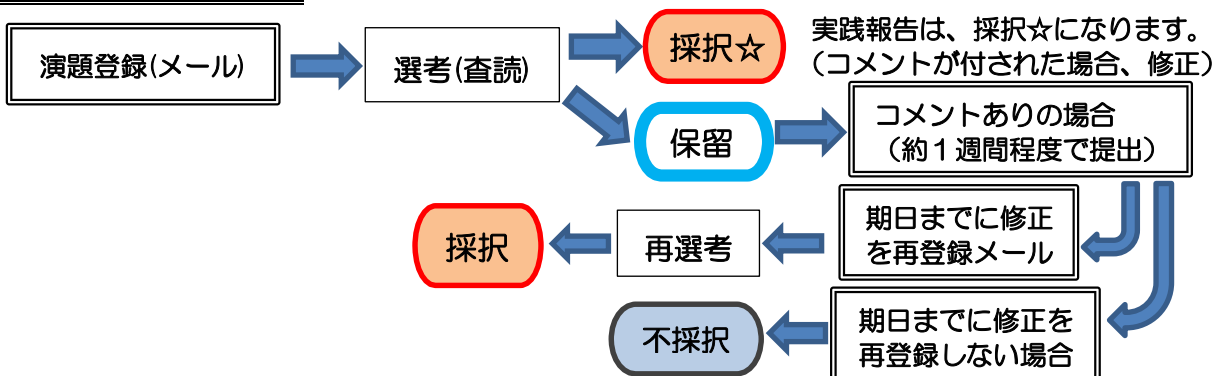 演題登録(メール)
選考(査読)
採択☆
実践報告は、採択☆になります。
（コメントが付された場合、修正）
保留
コメントありの場合
（約１週間程度で提出）
期日までに修正
を再登録メール
再選考
採択
期日までに修正を
再登録しない場合
不採択